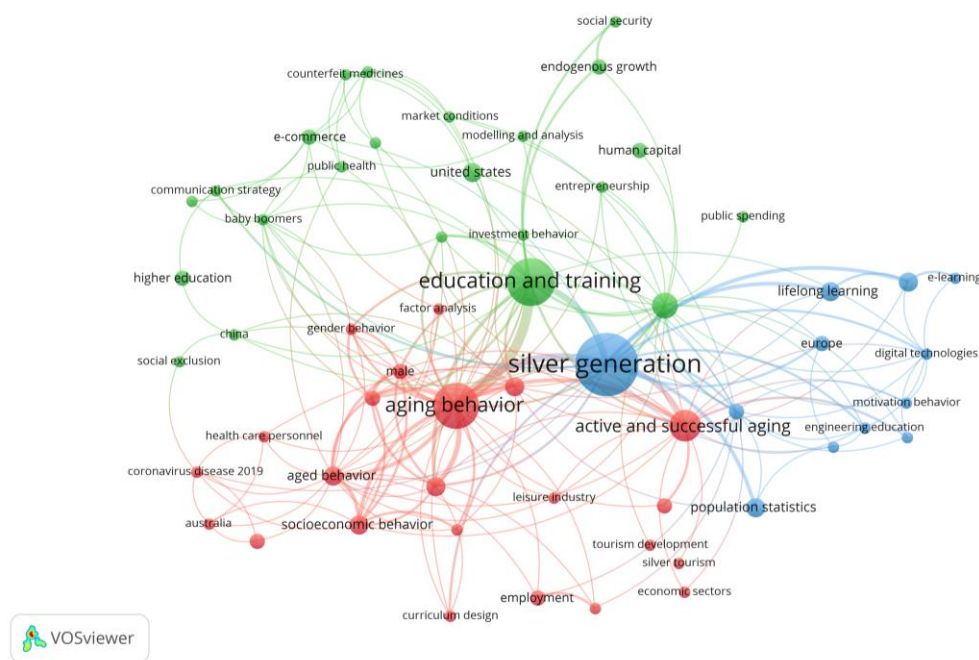 social security
endogenous growth
counterfeit medicines
market conditions
e-commerce
modelling and analysis
human capital
public health
united states
communication strategy
entrepreneurship
baby boomers
public spending
investment behavior
higher education
education and training
e-learning
lifelong learning
factor analysis
gender behavior
china
europe
digital technologies
social exclusion
silver generation
male
aging behavior
motivation behavior
active and successful aging
engineering education
health care personnel
coronavirus disease 2019
aged behavior
leisure industry
population statistics
australia
socioeconomic behavior
tourism development
silver tourism
economic sectors
employment
curriculum design
VOSviewer